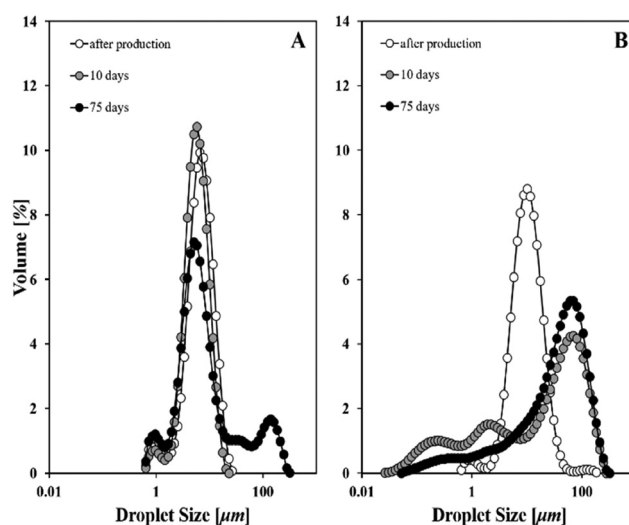 A
after production
10 days
75 days
14
12
10
8
6
4
2
0
Volume [%]
0.01 1 100
Droplet Size [µm]
B
after production
10 days
75 days
14
12
10
8
6
4
2
0
0.01 1 100
Droplet Size [µm]